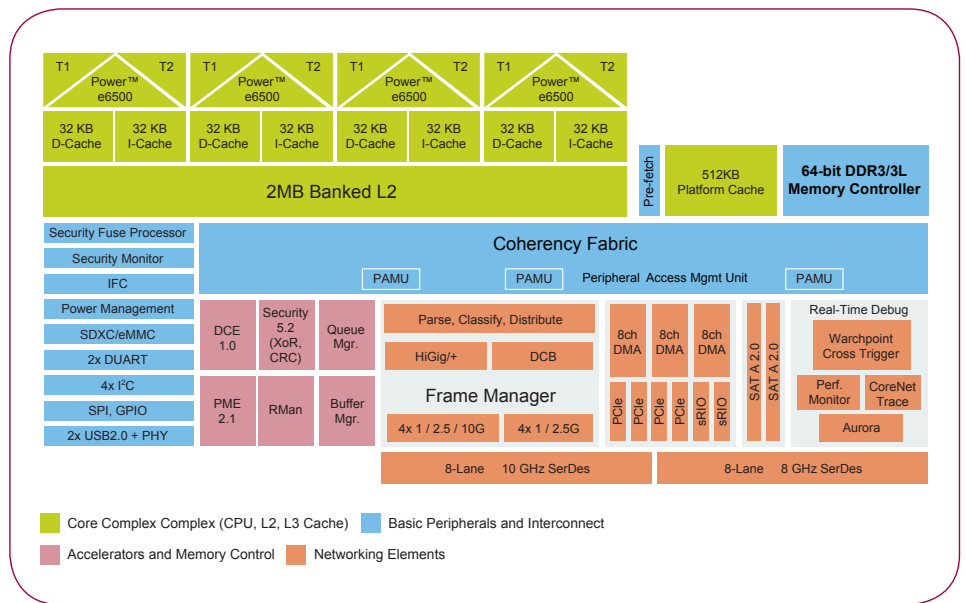 T1 T2 T1 T2 T1 T2 T1 T2
Power™ Power™ Power™ Power™
e6500 e6500 e6500 e6500
32 KB 32 KB 32 KB 32 KB 32 KB 32 KB 32 KB 32 KB
D-Cache I-Cache D-Cache I-Cache D-Cache I-Cache D-Cache I-Cache
2MB Banked L2
Pre-fetch
512KB
Platform Cache
64-bit DDR3/3L
Memory Controller
Security Fuse Processor
Security Monitor
IFC
Power Management
SDXC/eMMC
2x DUART
4x I²C
SPI, GPIO
2x USB2.0 + PHY
Coherency Fabric
PAMU PAMU Peripheral Access Mgmt Unit PAMU
DCE
1.0
Security
5.2
(XoR,
CRC)
Queue
Mgr.
PME
2.1
RMan
Buffer
Mgr.
Parse, Classify, Distribute
HiGig/+ DCB
Frame Manager
4x 1 / 2.5 / 10G 4x 1 / 2.5G
8ch 8ch 8ch
DMA DMA DMA
PCIe PCIe PCIe PCIe sRIO sRIO
SAT A 2.0 SAT A 2.0
Real-Time Debug
Warchpoint
Cross Trigger
Perf.
Monitor
CoreNet
Trace
Aurora
8-Lane 10 GHz SerDes 8-Lane 8 GHz SerDes
Core Complex Complex (CPU, L2, L3 Cache) Basic Peripherals and Interconnect
Accelerators and Memory Control Networking Elements